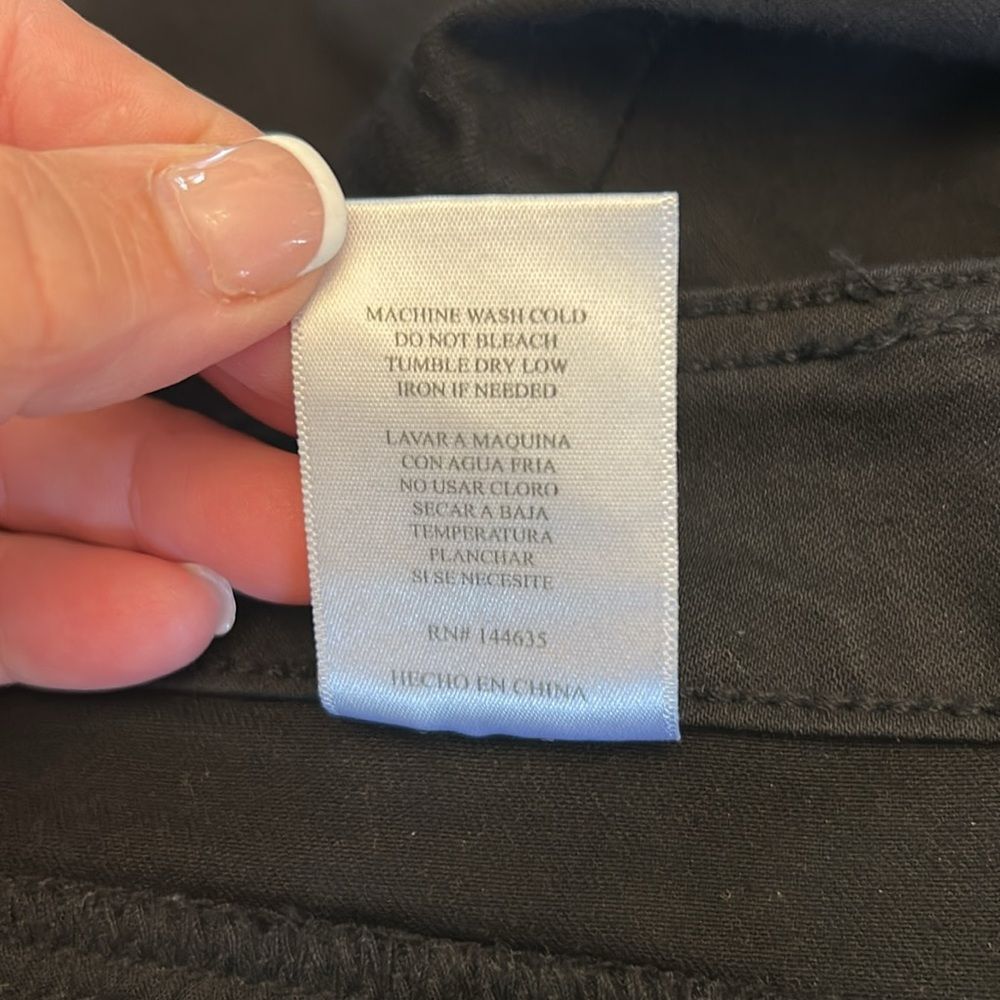 MACHINE WASH COLD
DO NOT BLEACH
TUMBLE DRY LOW
IRON IF NEEDED
LAVAR A MAQUINA
CON AGUA FRIA
NO USAR CLORO
SECAR A BAJA
TEMPERATURA
PLANCHAR
SI SE NECESITE
RN# 144635
HECHO EN CHINA